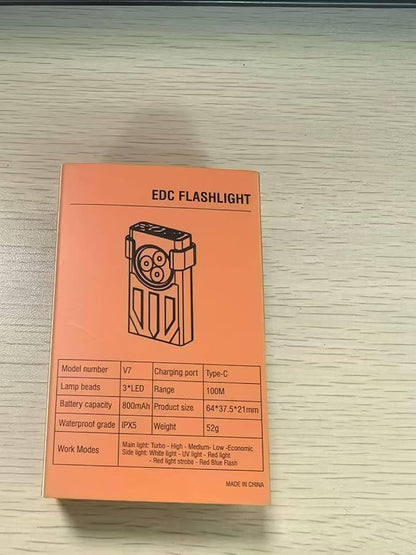 EDC FLASHLIGHT
Model number V7 Charging port Type-C
Lamp beads 3*LED Range 100M
Battery capacity 800mAh Product size 64*37.5*21mm
Waterproof grade IPX5 Weight 52g
Work Modes Main light: Turbo - High - Medium- Low -Economic
Side light: White light - UV light - Red light
- Red light strobe - Red Blue Flash
MADE IN CHINA